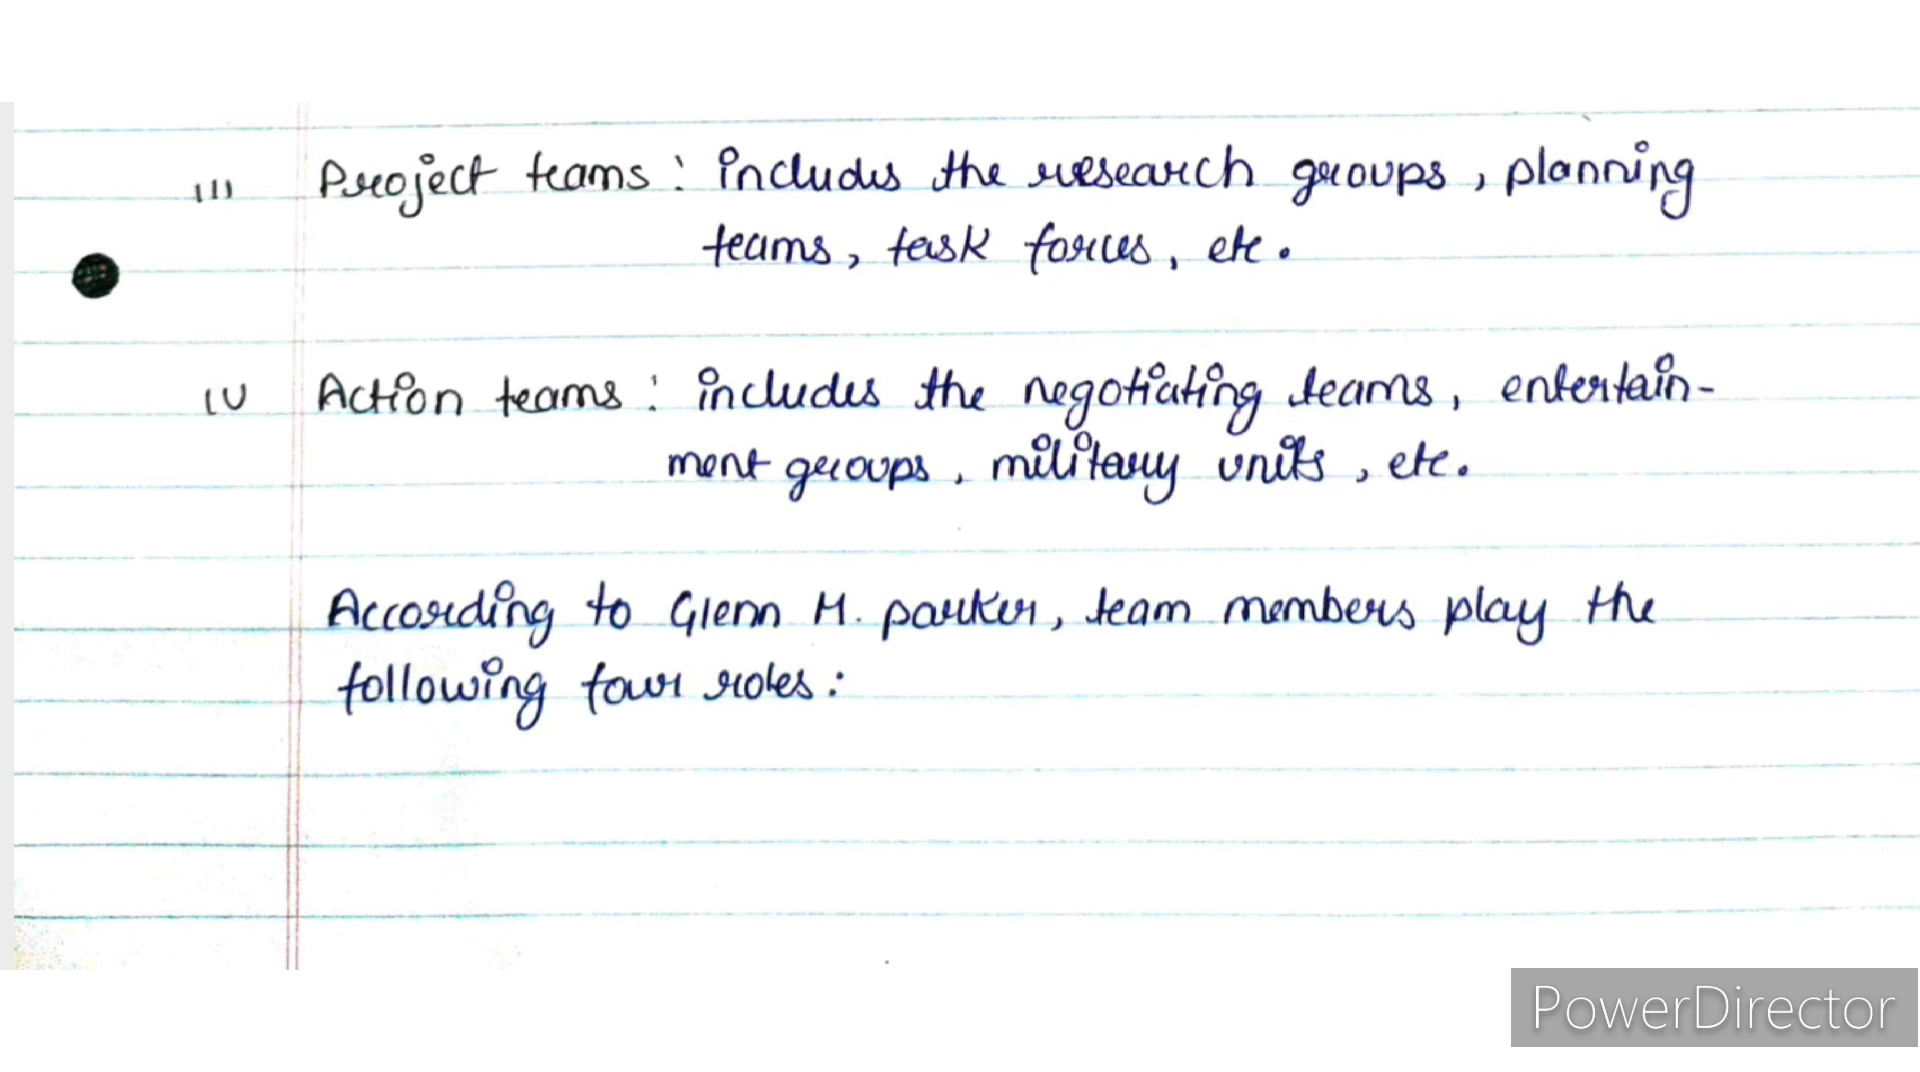 iii Project teams : includes the research groups, planning
teams, task forces, etc.
iv Action teams : includes the negotiating teams, entertain-
ment groups, military units, etc.
According to Glenn M. parker, team members play the
following four roles :
PowerDirector